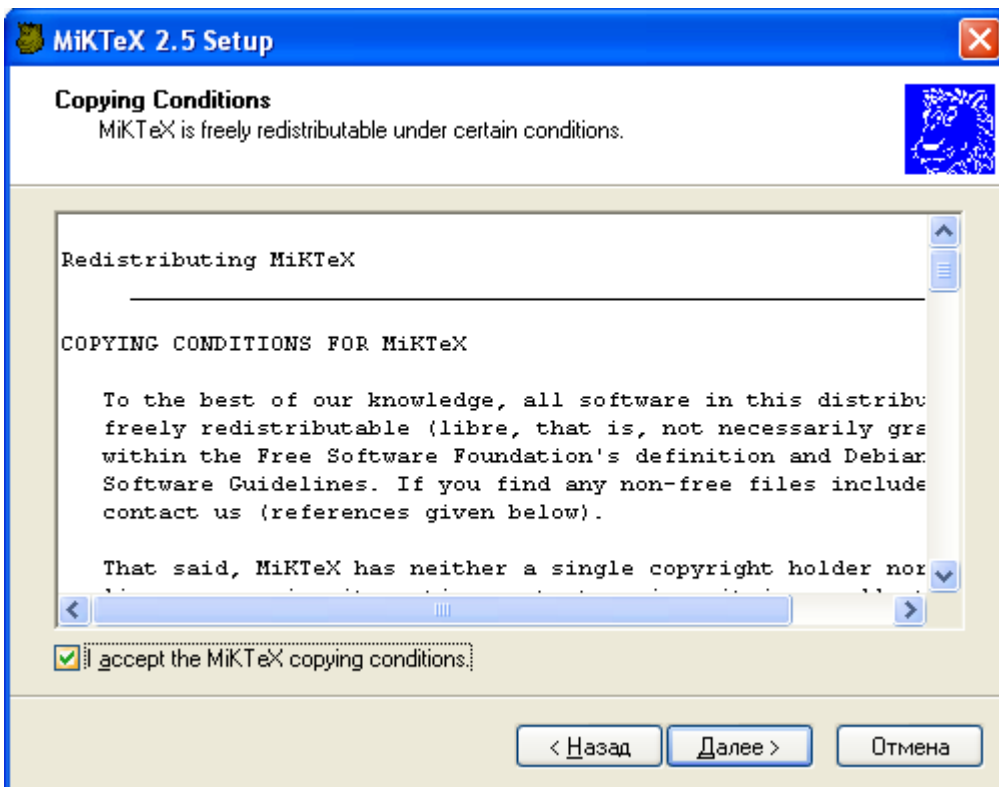 MiKTeX 2.5 Setup
Copying Conditions
MiKTeX is freely redistributable under certain conditions.
Redistributing MiKTeX
COPYING CONDITIONS FOR MiKTeX
To the best of our knowledge, all software in this distribu
freely redistributable (libre, that is, not necessarily gra
within the Free Software Foundation's definition and Debian
Software Guidelines. If you find any non-free files include
contact us (references given below).
That said, MiKTeX has neither a single copyright holder nor
I accept the MiKTeX copying conditions.
< Назад
Далее >
Отмена